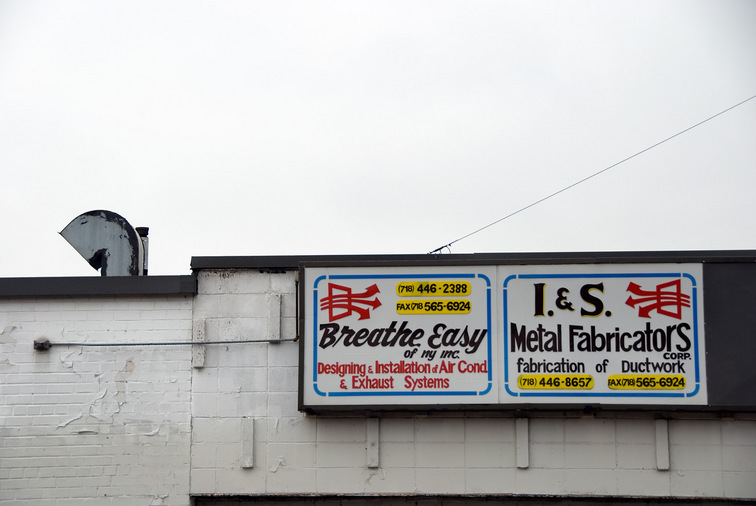 (718) 446-2388
FAX(718) 565-6924
Breathe Easy
of ny inc.
Designing & Installation of Air Cond.
& Exhaust Systems
I. & S.
Metal FabricatorS
CORP.
fabrication of Ductwork
(718) 446-8657 FAX(718) 565-6924